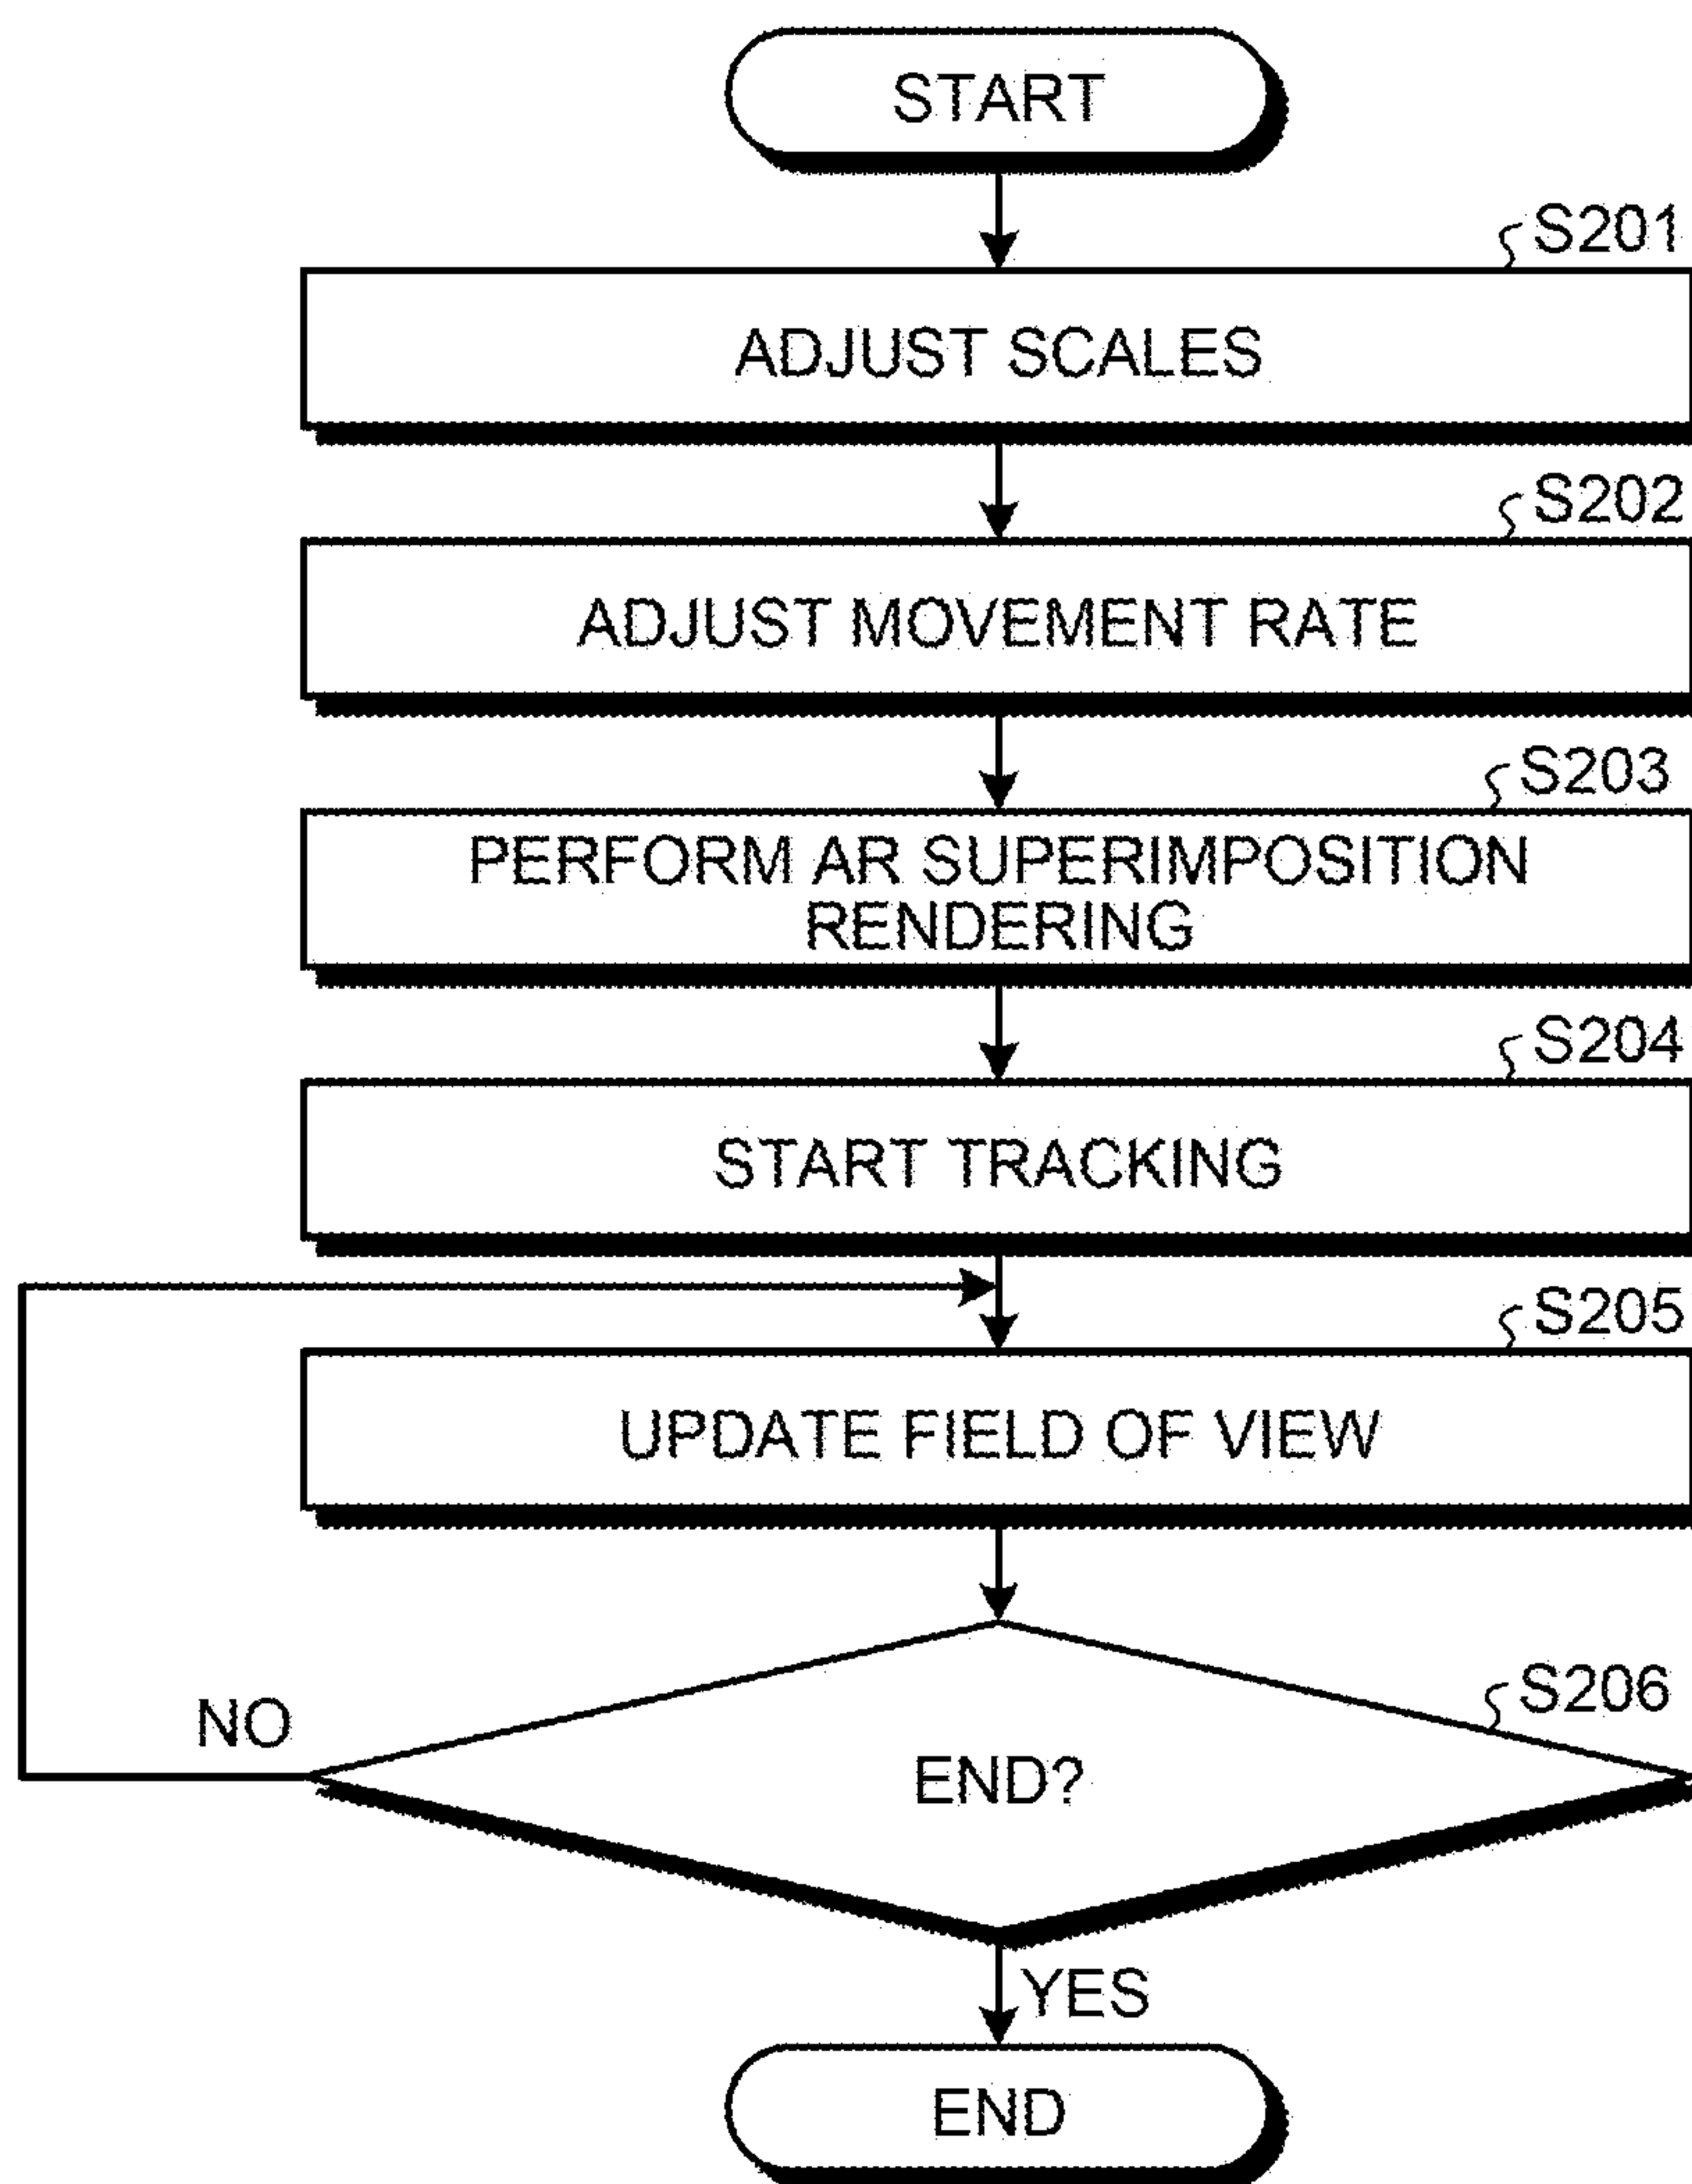 START
S201
ADJUST SCALES
S202
ADJUST MOVEMENT RATE
S203
PERFORM AR SUPERIMPOSITION
RENDERING
S204
START TRACKING
S205
UPDATE FIELD OF VIEW
S206
NO
END?
YES
END